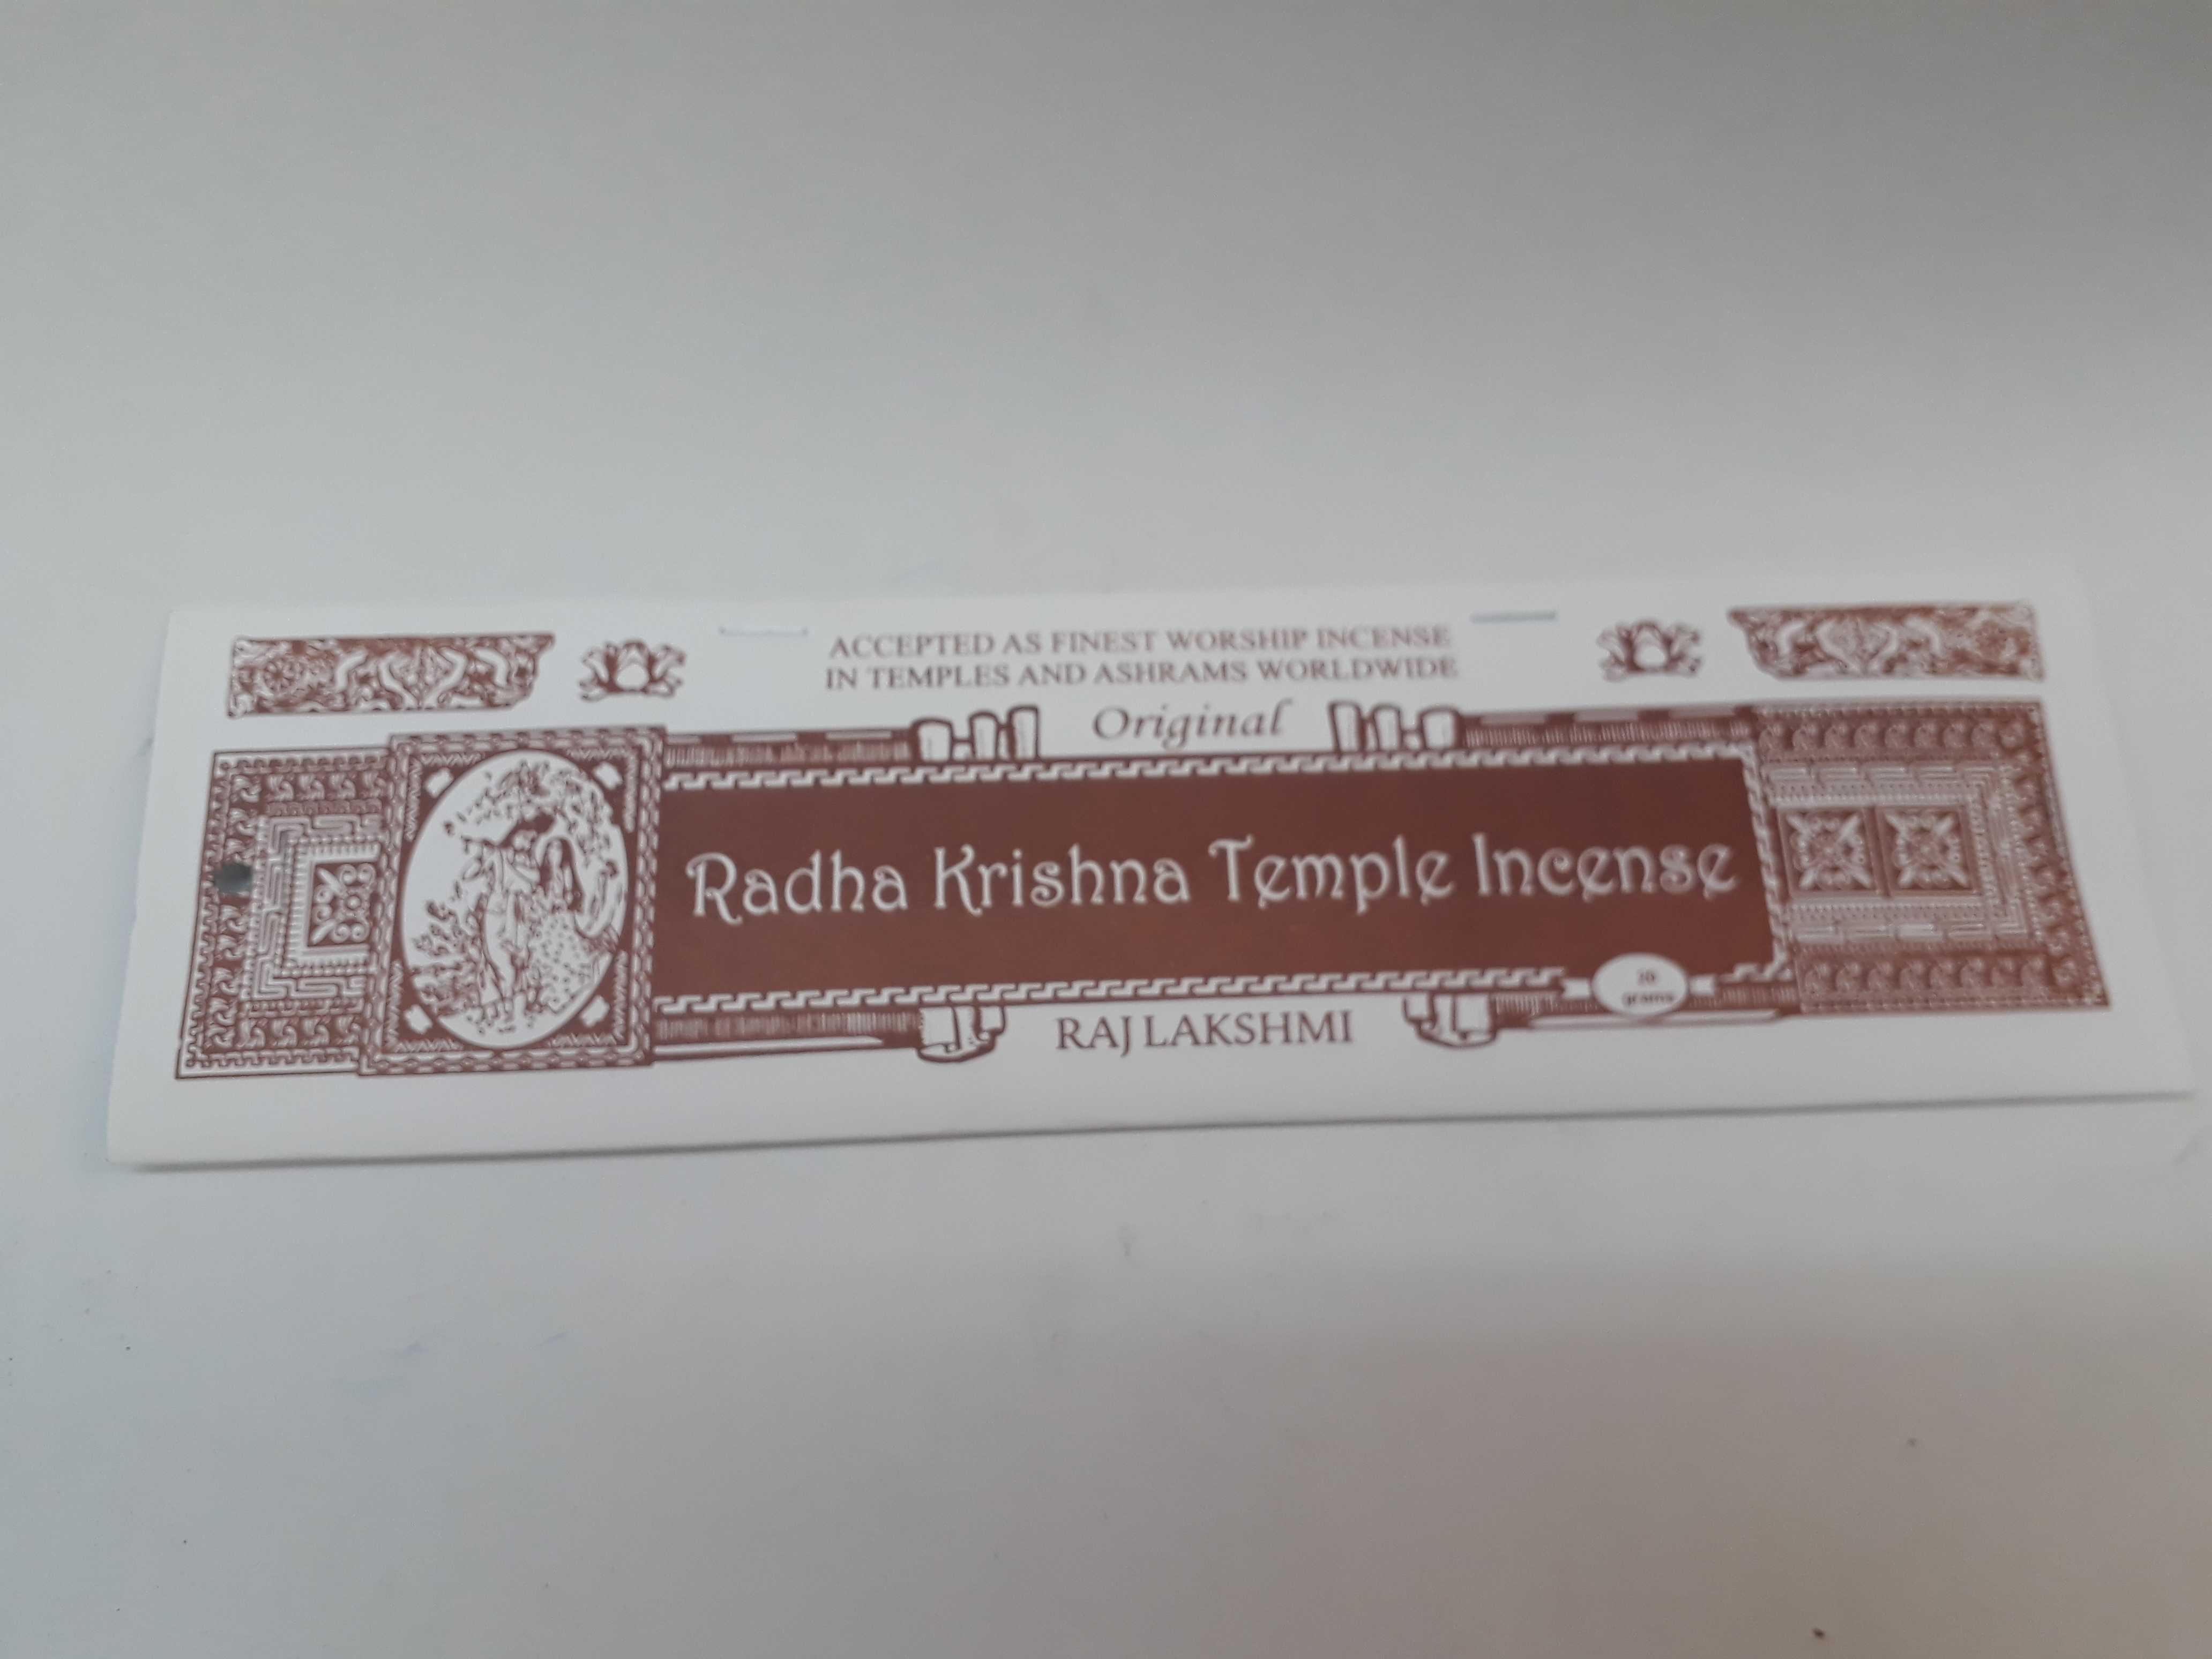 ACCEPTED AS FINEST WORSHIP INCENSE
IN TEMPLES AND ASHRAMS WORLDWIDE
Original
Radha Krishna Temple Incense
20
grams
RAJ LAKSHMI